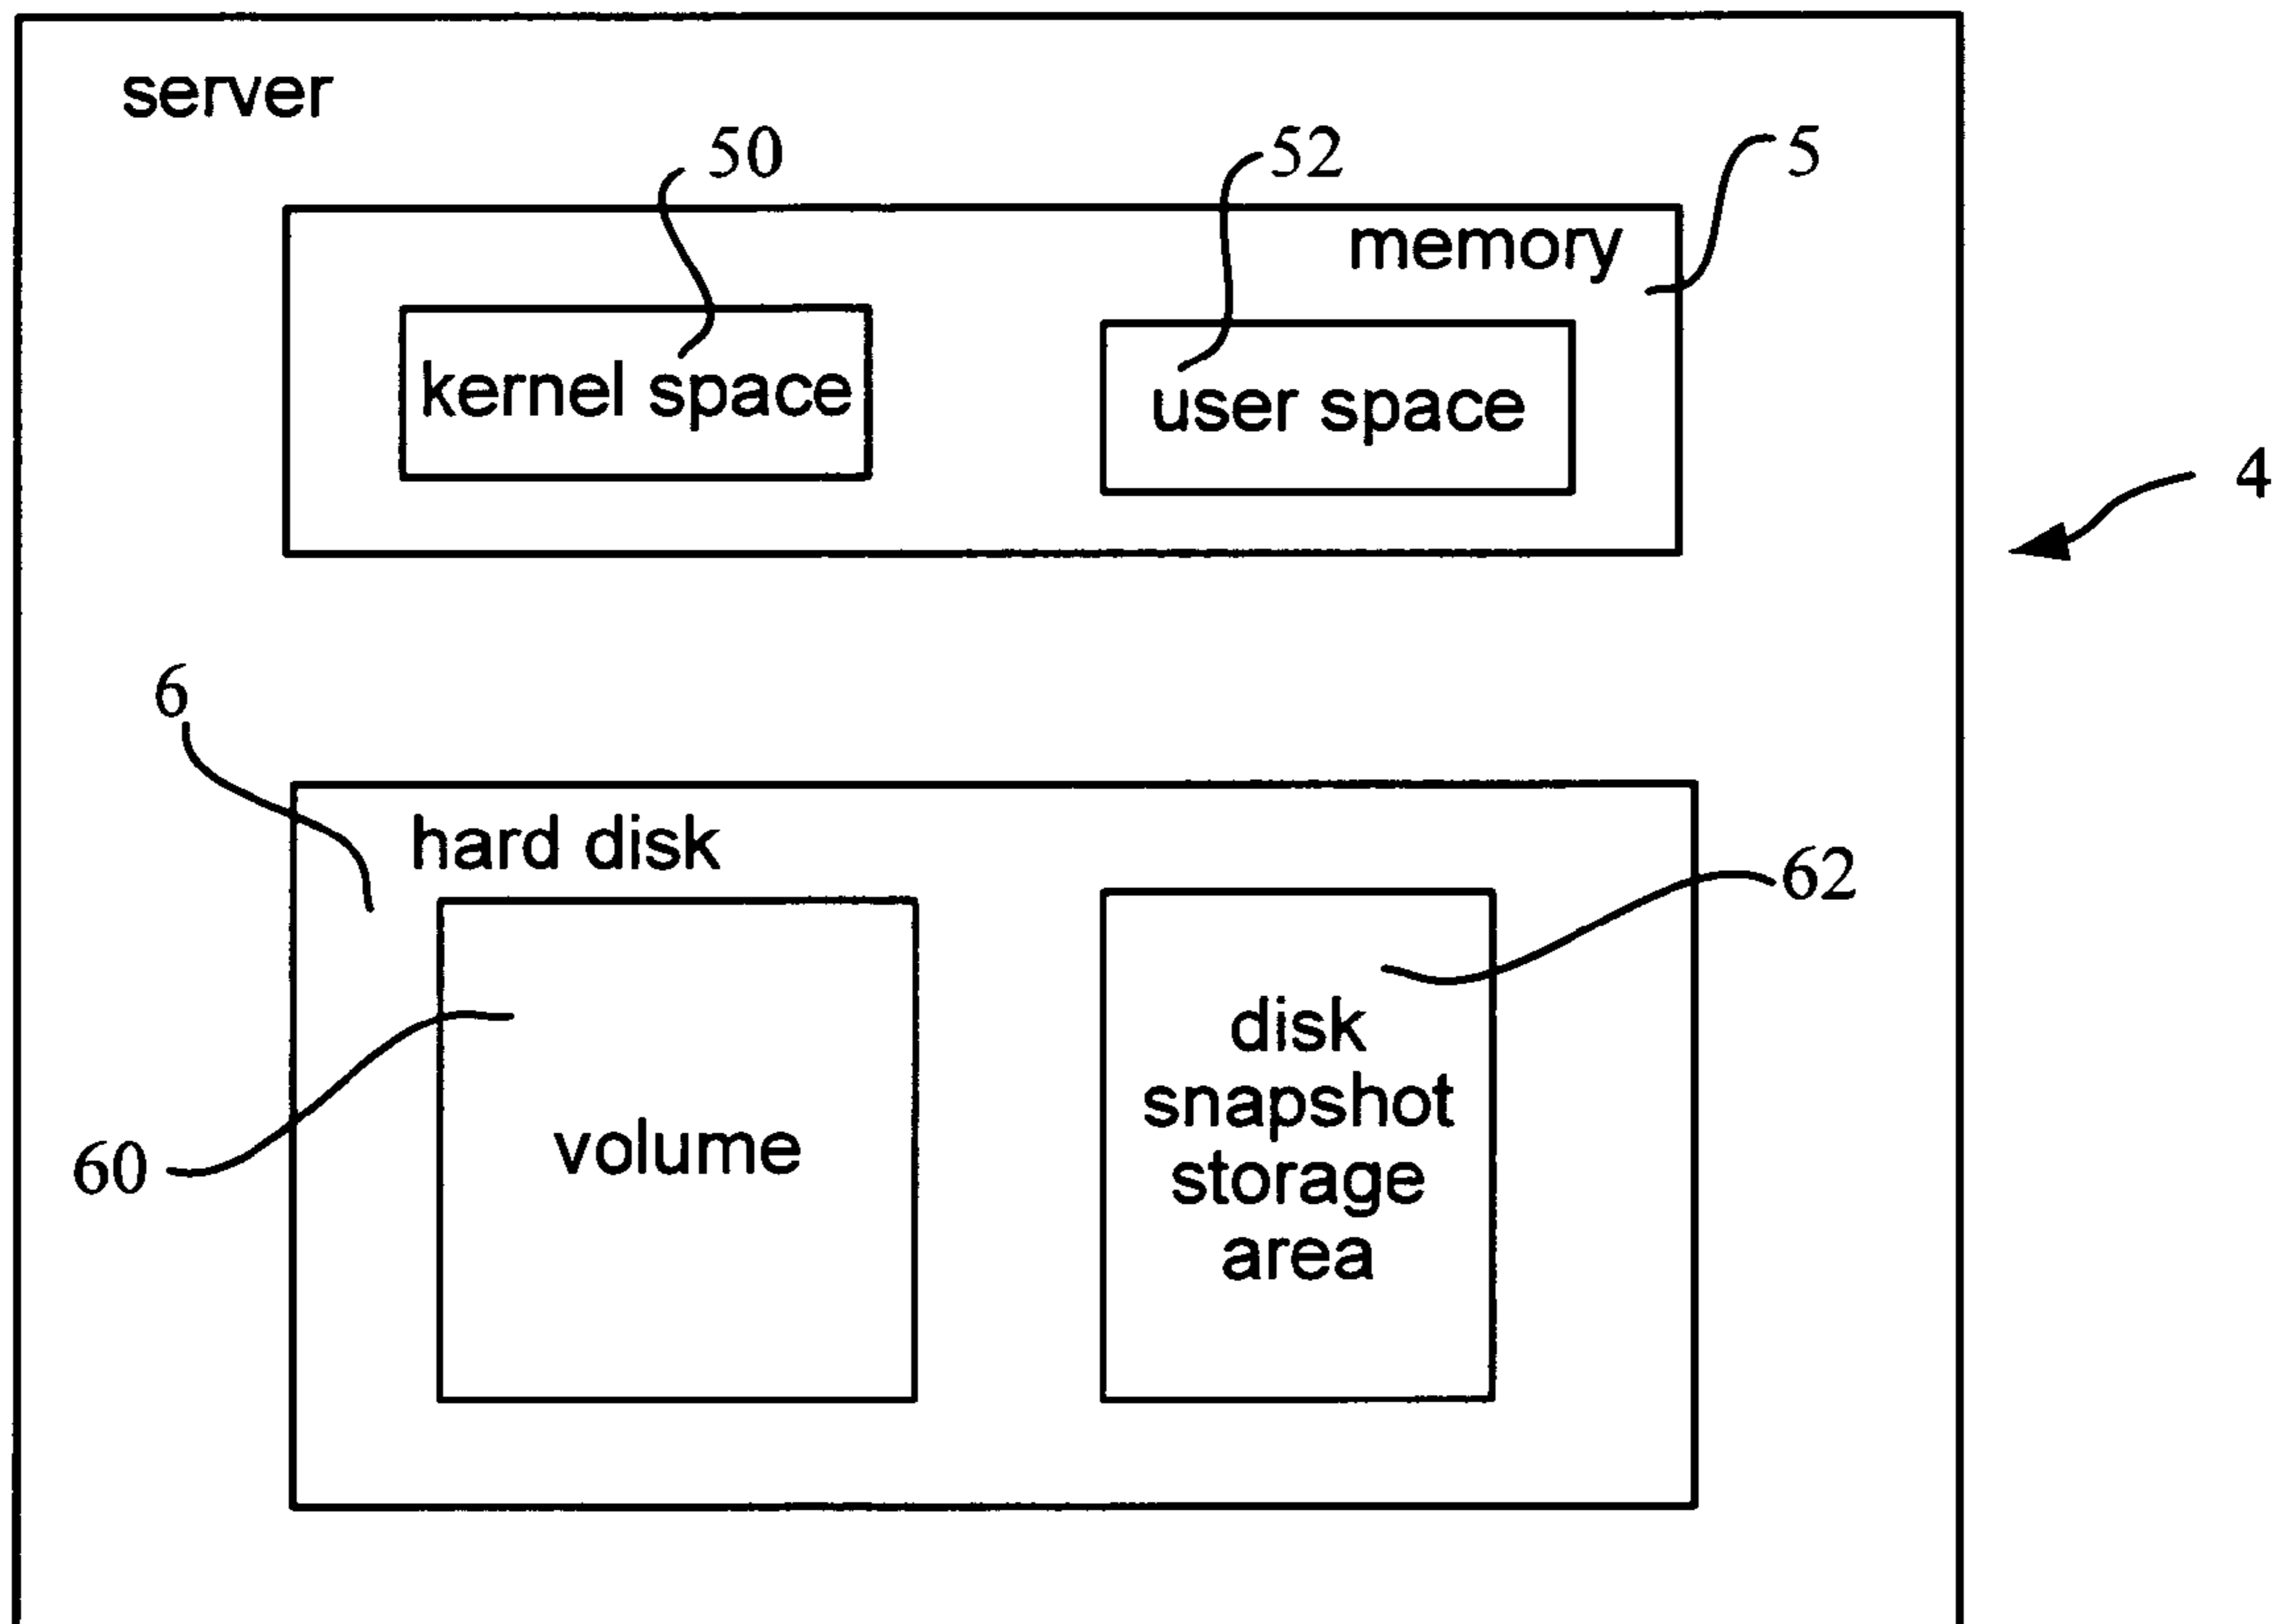 server
50
52
5
memory
kernel space
user space
4
6
hard disk
62
disk
snapshot
storage
area
volume
60